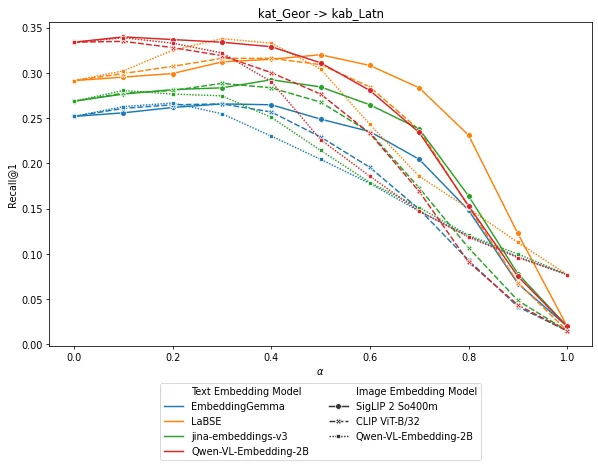 kat_Geor -> kab_Latn
Recall@1
0.35
0.30
0.25
0.20
0.15
0.10
0.05
0.00
0.0 0.2 0.4 0.6 0.8 1.0
α
Text Embedding Model
EmbeddingGemma
LaBSE
jina-embeddings-v3
Qwen-VL-Embedding-2B
Image Embedding Model
SigLIP 2 So400m
CLIP ViT-B/32
Qwen-VL-Embedding-2B